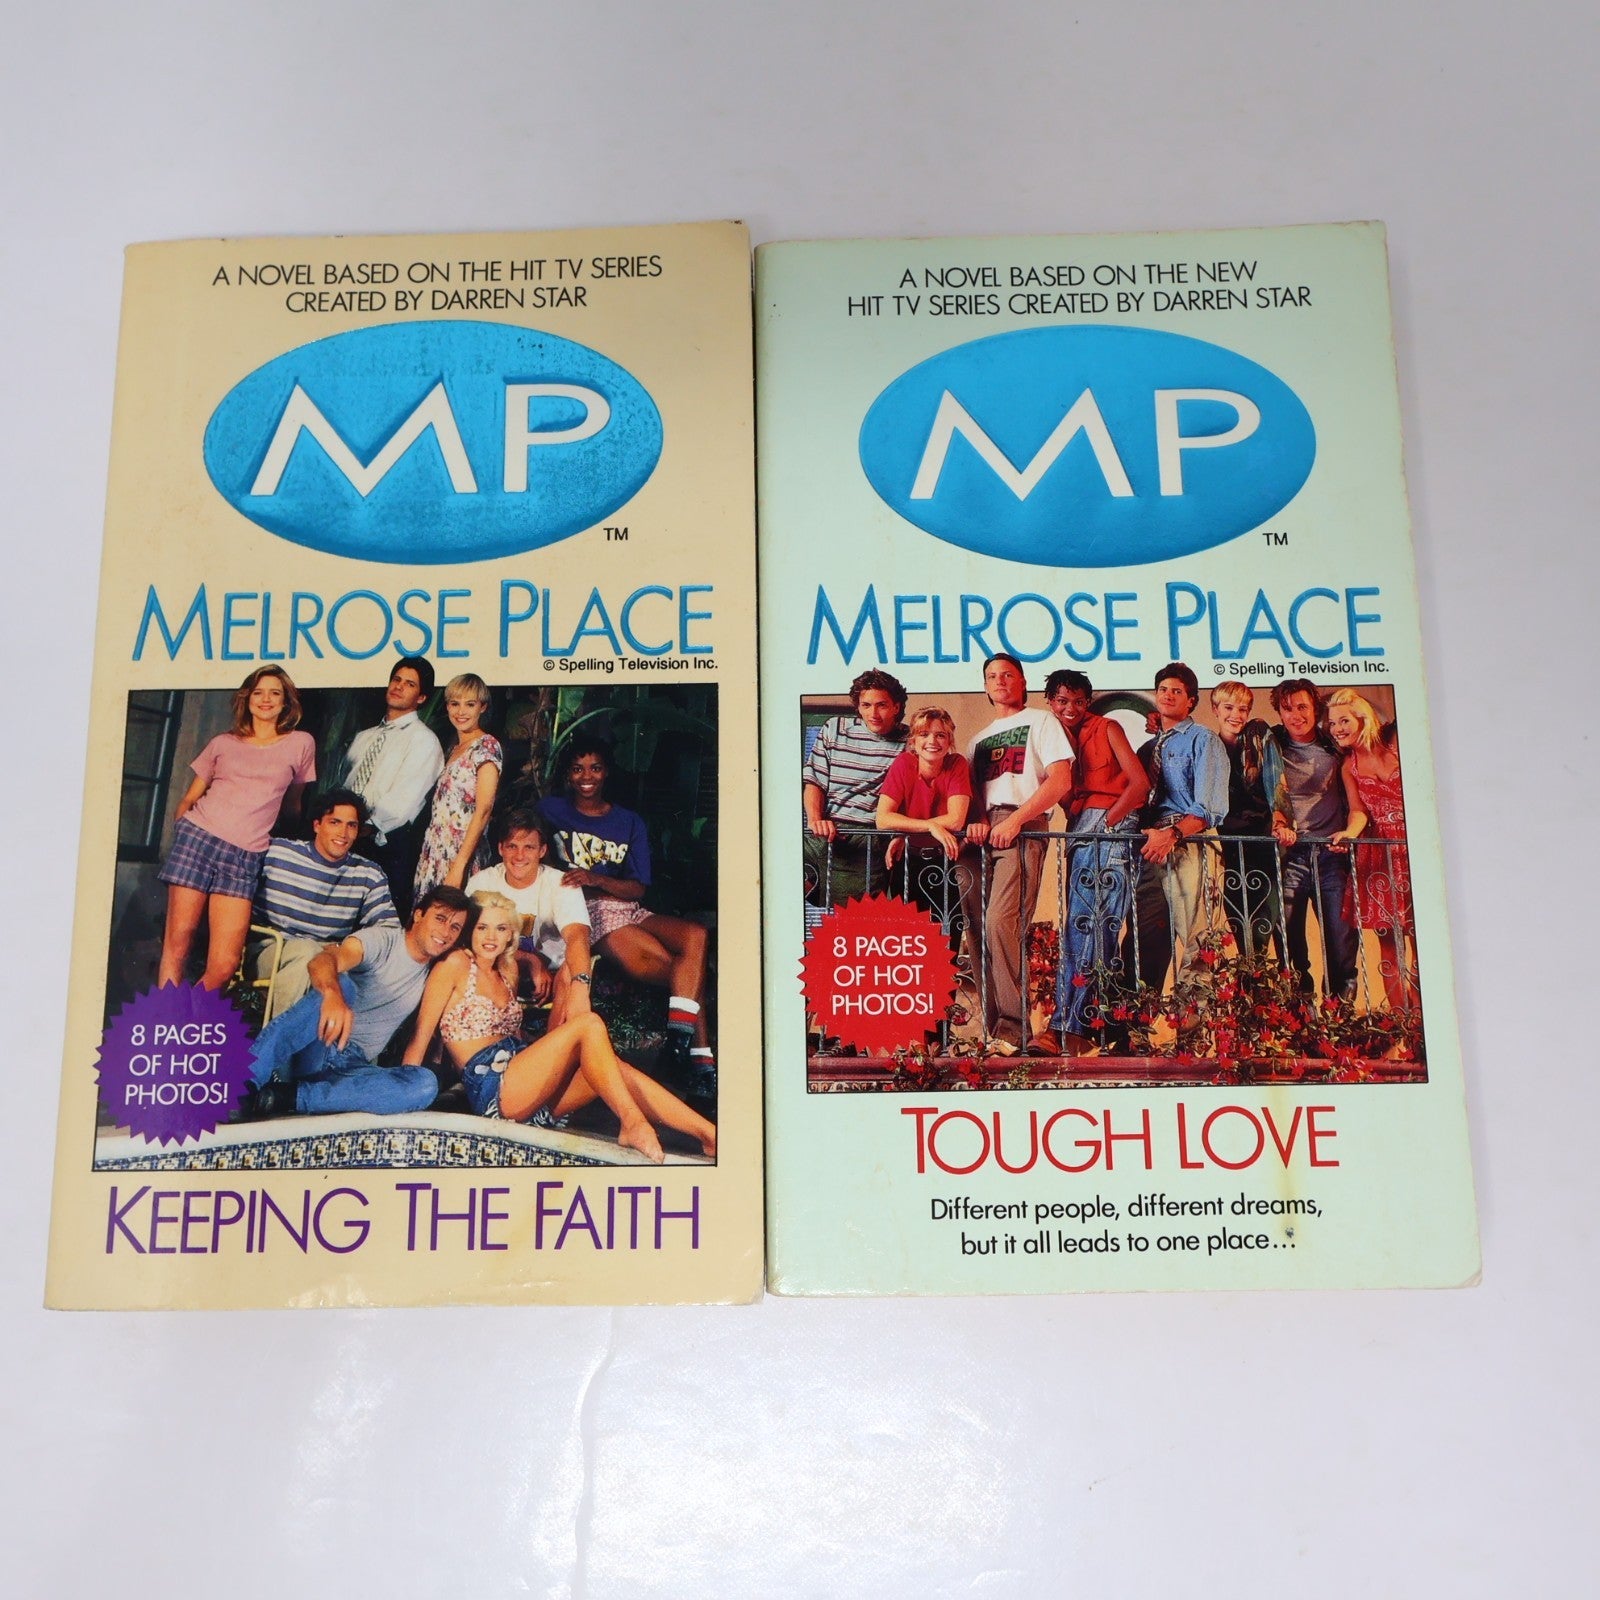 A NOVEL BASED ON THE HIT TV SERIES
CREATED BY DARREN STAR
MP
TM
MELROSE PLACE
© Spelling Television Inc.
LAKERS
8 PAGES
OF HOT
PHOTOS!
KEEPING THE FAITH
A NOVEL BASED ON THE NEW
HIT TV SERIES CREATED BY DARREN STAR
MP
TM
MELROSE PLACE
© Spelling Television Inc.
8 PAGES
OF HOT
PHOTOS!
TOUGH LOVE
Different people, different dreams,
but it all leads to one place...